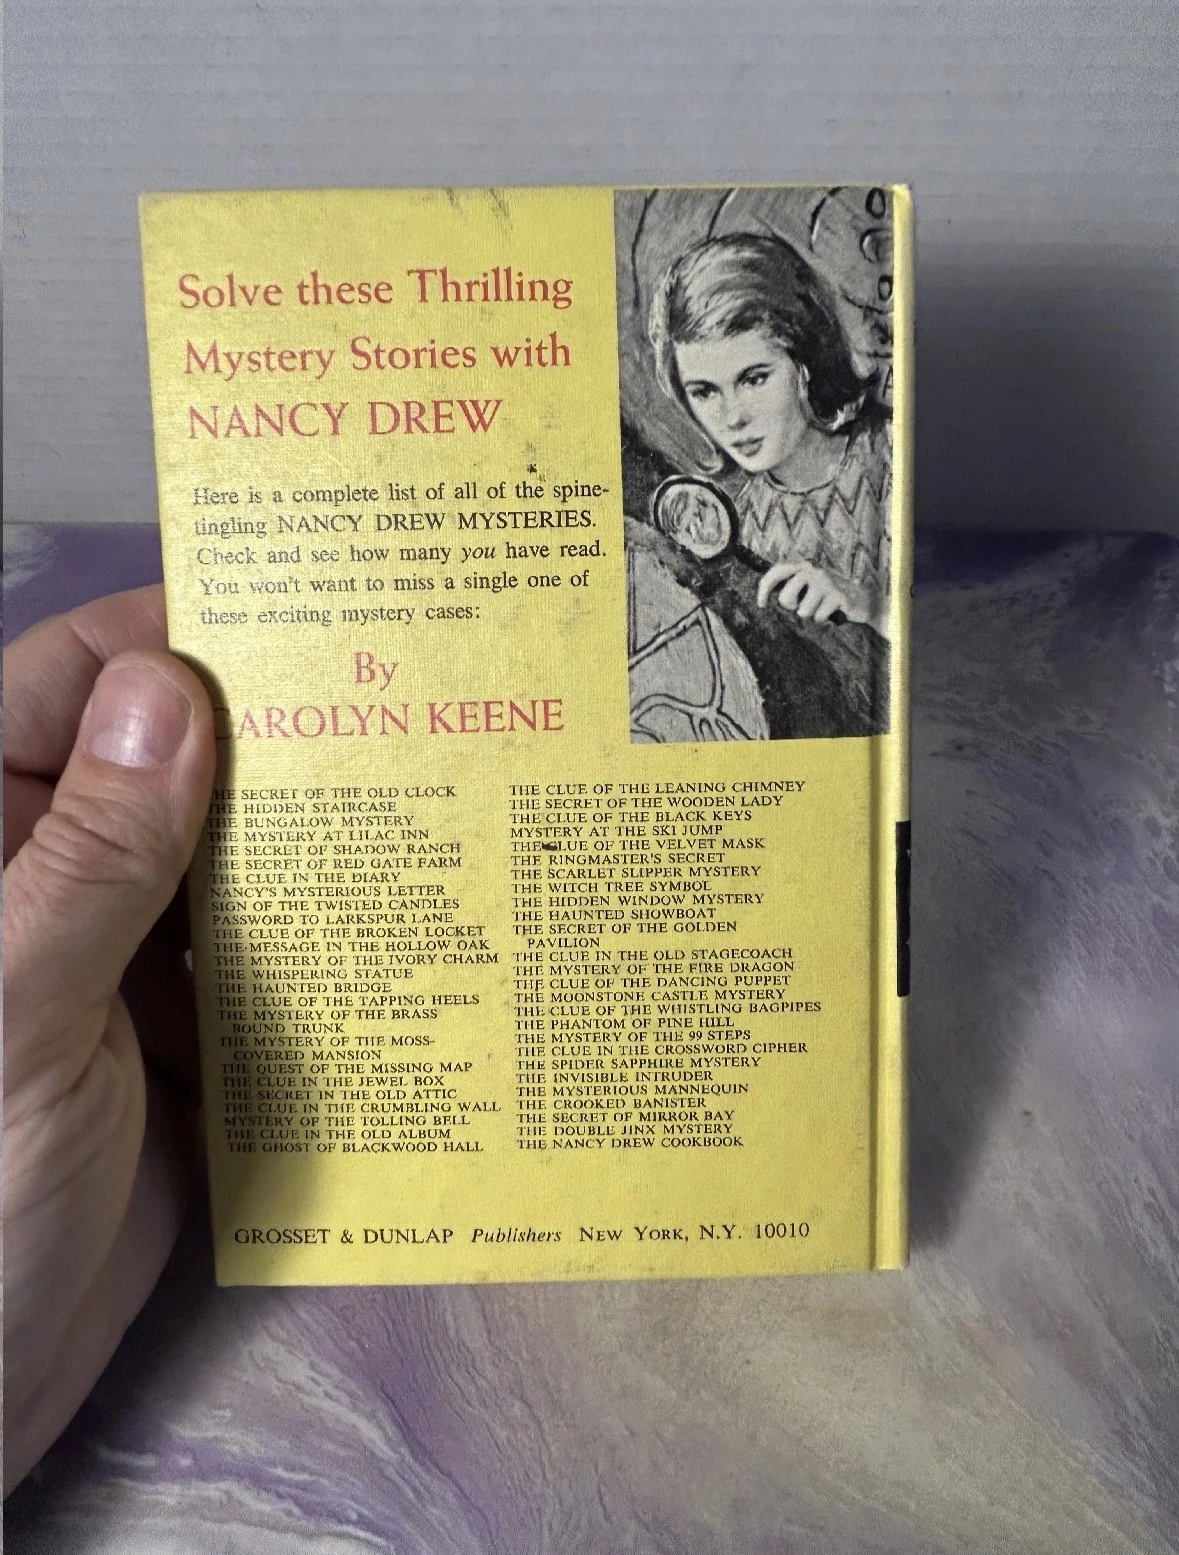 Solve these Thrilling
Mystery Stories with
NANCY DREW
Here is a complete list of all of the spine-
tingling NANCY DREW MYSTERIES.
Check and see how many you have read.
You won't want to miss a single one of
these exciting mystery cases:
By
CAROLYN KEENE
THE SECRET OF THE OLD CLOCK
THE HIDDEN STAIRCASE
THE BUNGALOW MYSTERY
THE MYSTERY AT LILAC INN
THE SECRET OF SHADOW RANCH
THE SECRET OF RED GATE FARM
THE CLUE IN THE DIARY
NANCY'S MYSTERIOUS LETTER
SIGN OF THE TWISTED CANDLES
PASSWORD TO LARKSPUR LANE
THE CLUE OF THE BROKEN LOCKET
THE MESSAGE IN THE HOLLOW OAK
THE MYSTERY OF THE IVORY CHARM
THE WHISPERING STATUE
THE HAUNTED BRIDGE
THE CLUE OF THE TAPPING HEELS
THE MYSTERY OF THE BRASS
BOUND TRUNK
THE MYSTERY OF THE MOSS-
COVERED MANSION
THE QUEST OF THE MISSING MAP
THE CLUE IN THE JEWEL BOX
THE SECRET IN THE OLD ATTIC
THE CLUE IN THE CRUMBLING WALL
MYSTERY OF THE TOLLING BELL
THE CLUE IN THE OLD ALBUM
THE GHOST OF BLACKWOOD HALL
THE CLUE OF THE LEANING CHIMNEY
THE SECRET OF THE WOODEN LADY
THE CLUE OF THE BLACK KEYS
MYSTERY AT THE SKI JUMP
THE CLUE OF THE VELVET MASK
THE RINGMASTER'S SECRET
THE SCARLET SLIPPER MYSTERY
THE WITCH TREE SYMBOL
THE HIDDEN WINDOW MYSTERY
THE HAUNTED SHOWBOAT
THE SECRET OF THE GOLDEN
PAVILION
THE CLUE IN THE OLD STAGECOACH
THE MYSTERY OF THE FIRE DRAGON
THE CLUE OF THE DANCING PUPPET
THE MOONSTONE CASTLE MYSTERY
THE CLUE OF THE WHISTLING BAGPIPES
THE PHANTOM OF PINE HILL
THE MYSTERY OF THE 99 STEPS
THE CLUE IN THE CROSSWORD CIPHER
THE SPIDER SAPPHIRE MYSTERY
THE INVISIBLE INTRUDER
THE MYSTERIOUS MANNEQUIN
THE CROOKED BANISTER
THE SECRET OF MIRROR BAY
THE DOUBLE JINX MYSTERY
THE NANCY DREW COOKBOOK
GROSSET & DUNLAP Publishers NEW YORK, N.Y. 10010